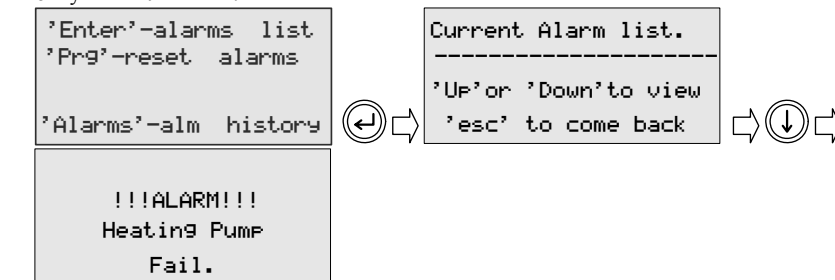 'Enter'-alarms list
'Prg'-reset alarms
'Alarms'-alm history
Current Alarm list.
--------------------
'Up'or 'Down'to view
'esc' to come back
!!!ALARM!!!
Heating Pump
Fail.